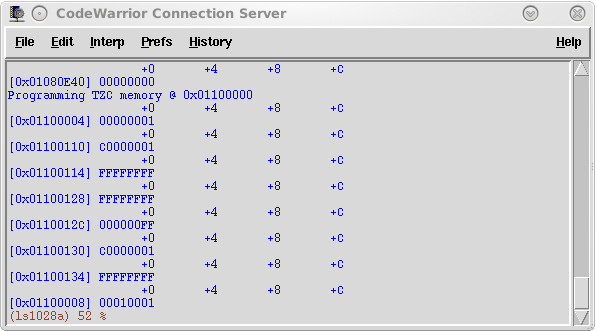 CodeWarrior Connection Server
File Edit Interp Prefs History Help
+0 +4 +8 +C
[0x01080E40] 00000000
Programming TZC memory @ 0x01100000
+0 +4 +8 +C
[0x01100004] 00000001
+0 +4 +8 +C
[0x01100110] C0000001
+0 +4 +8 +C
[0x01100114] FFFFFFFF
+0 +4 +8 +C
[0x01100128] FFFFFFFF
+0 +4 +8 +C
[0x0110012C] 000000FF
+0 +4 +8 +C
[0x01100130] C0000001
+0 +4 +8 +C
[0x01100134] FFFFFFFF
+0 +4 +8 +C
[0x01100008] 00010001
(ls1028a) 52 %